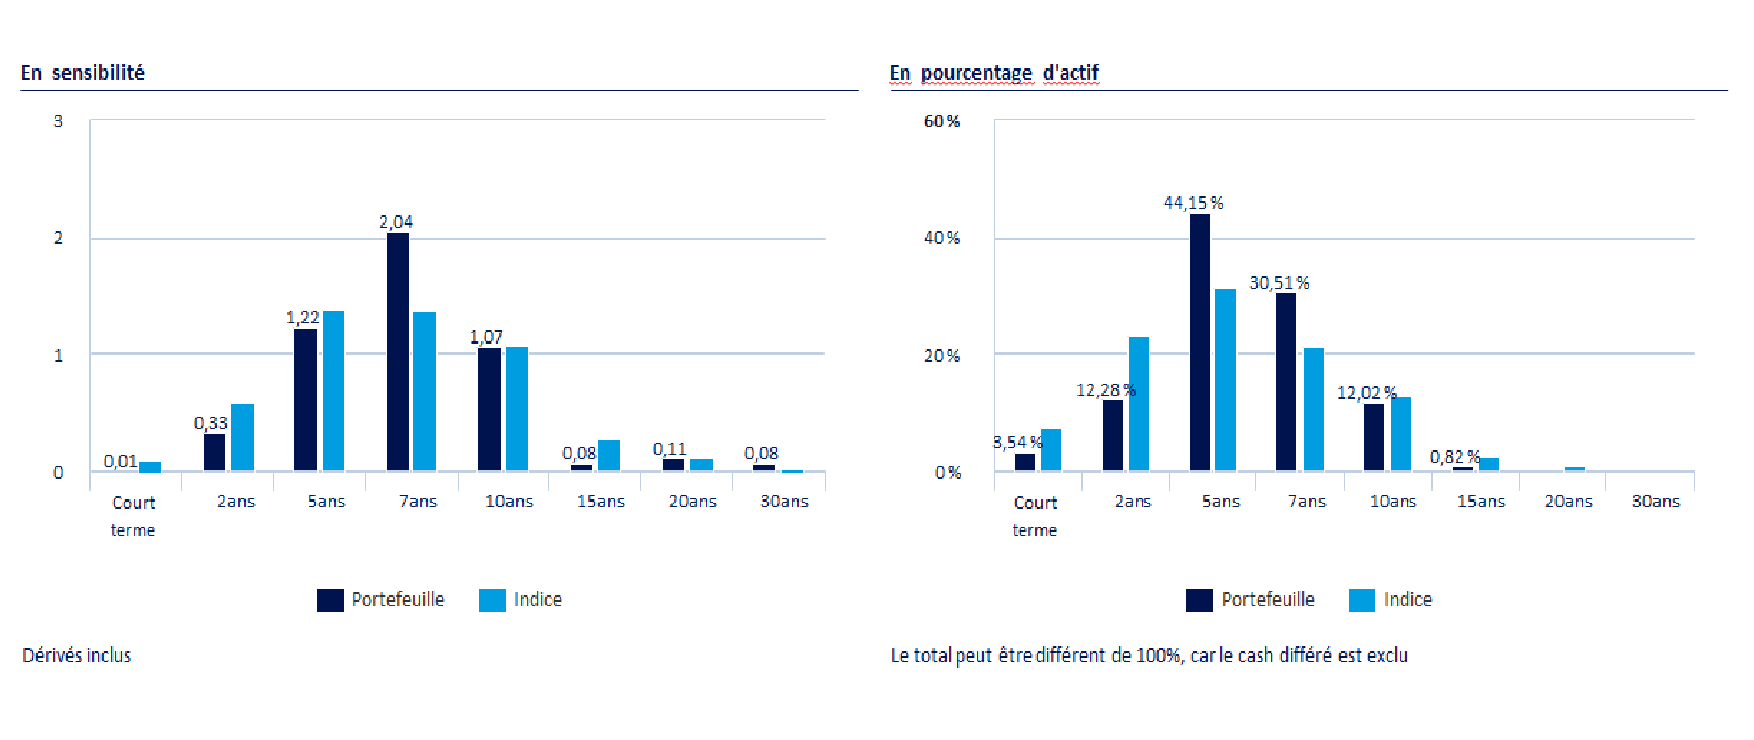 En sensibilité
3
2
1
0
0,01
0,33
1,22
2,04
1,07
0,08
0,11
0,08
Court terme
2ans
5ans
7ans
10ans
15ans
20ans
30ans
Portefeuille
Indice
Dérivés inclus
En pourcentage d'actif
60%
40%
20%
0%
3,54%
12,28%
44,15%
30,51%
12,02%
0,82%
Court terme
2ans
5ans
7ans
10ans
15ans
20ans
30ans
Portefeuille
Indice
Le total peut être différent de 100%, car le cash différé est exclu